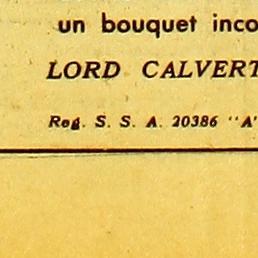 un bouquet inco
LORD CALVERT
Reg. S. S. A. 20386 "A"